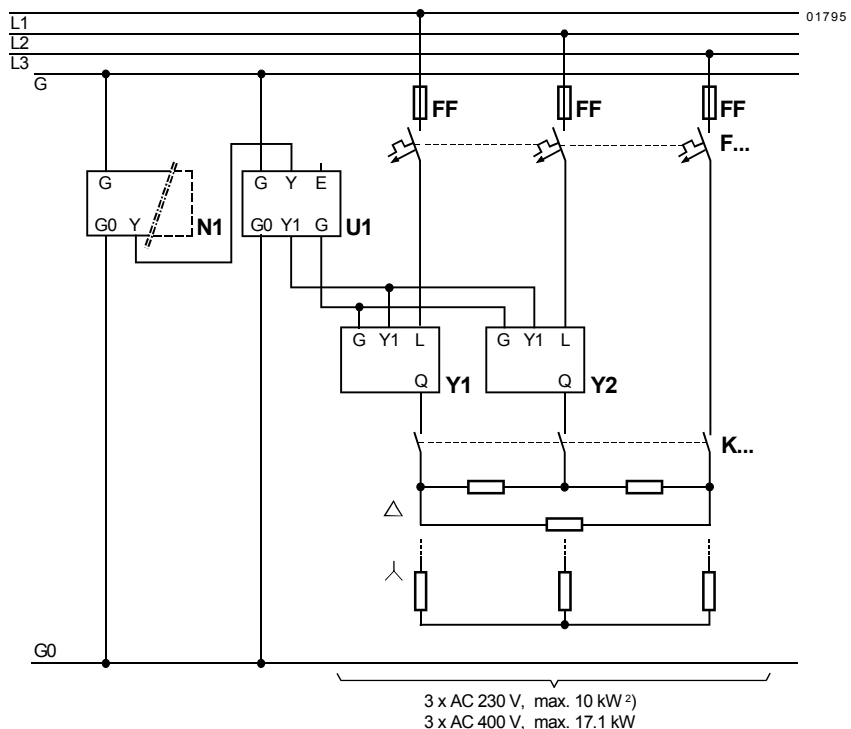 L1
01795
L2
L3
G
FF FF FF
F...
G
G Y E
G0 Y N1
G0 Y1 G U1
G Y1 L
G Y1 L
Q Y1
Q Y2
K...
G0
3 x AC 230 V, max. 10 kW ²)
3 x AC 400 V, max. 17.1 kW